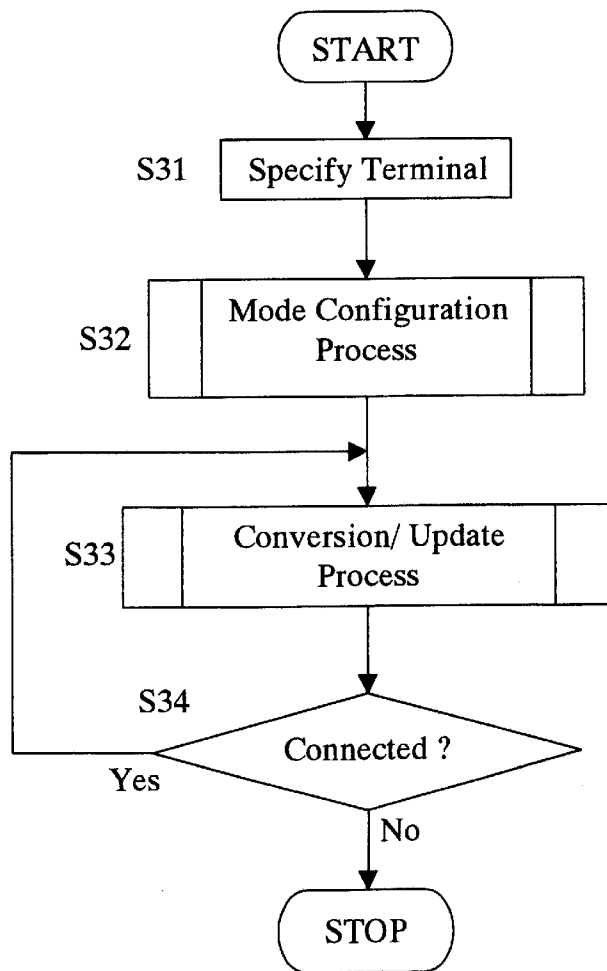 START
S31
Specify Terminal
S32
Mode Configuration
Process
S33
Conversion/ Update
Process
S34
Connected ?
Yes
No
STOP